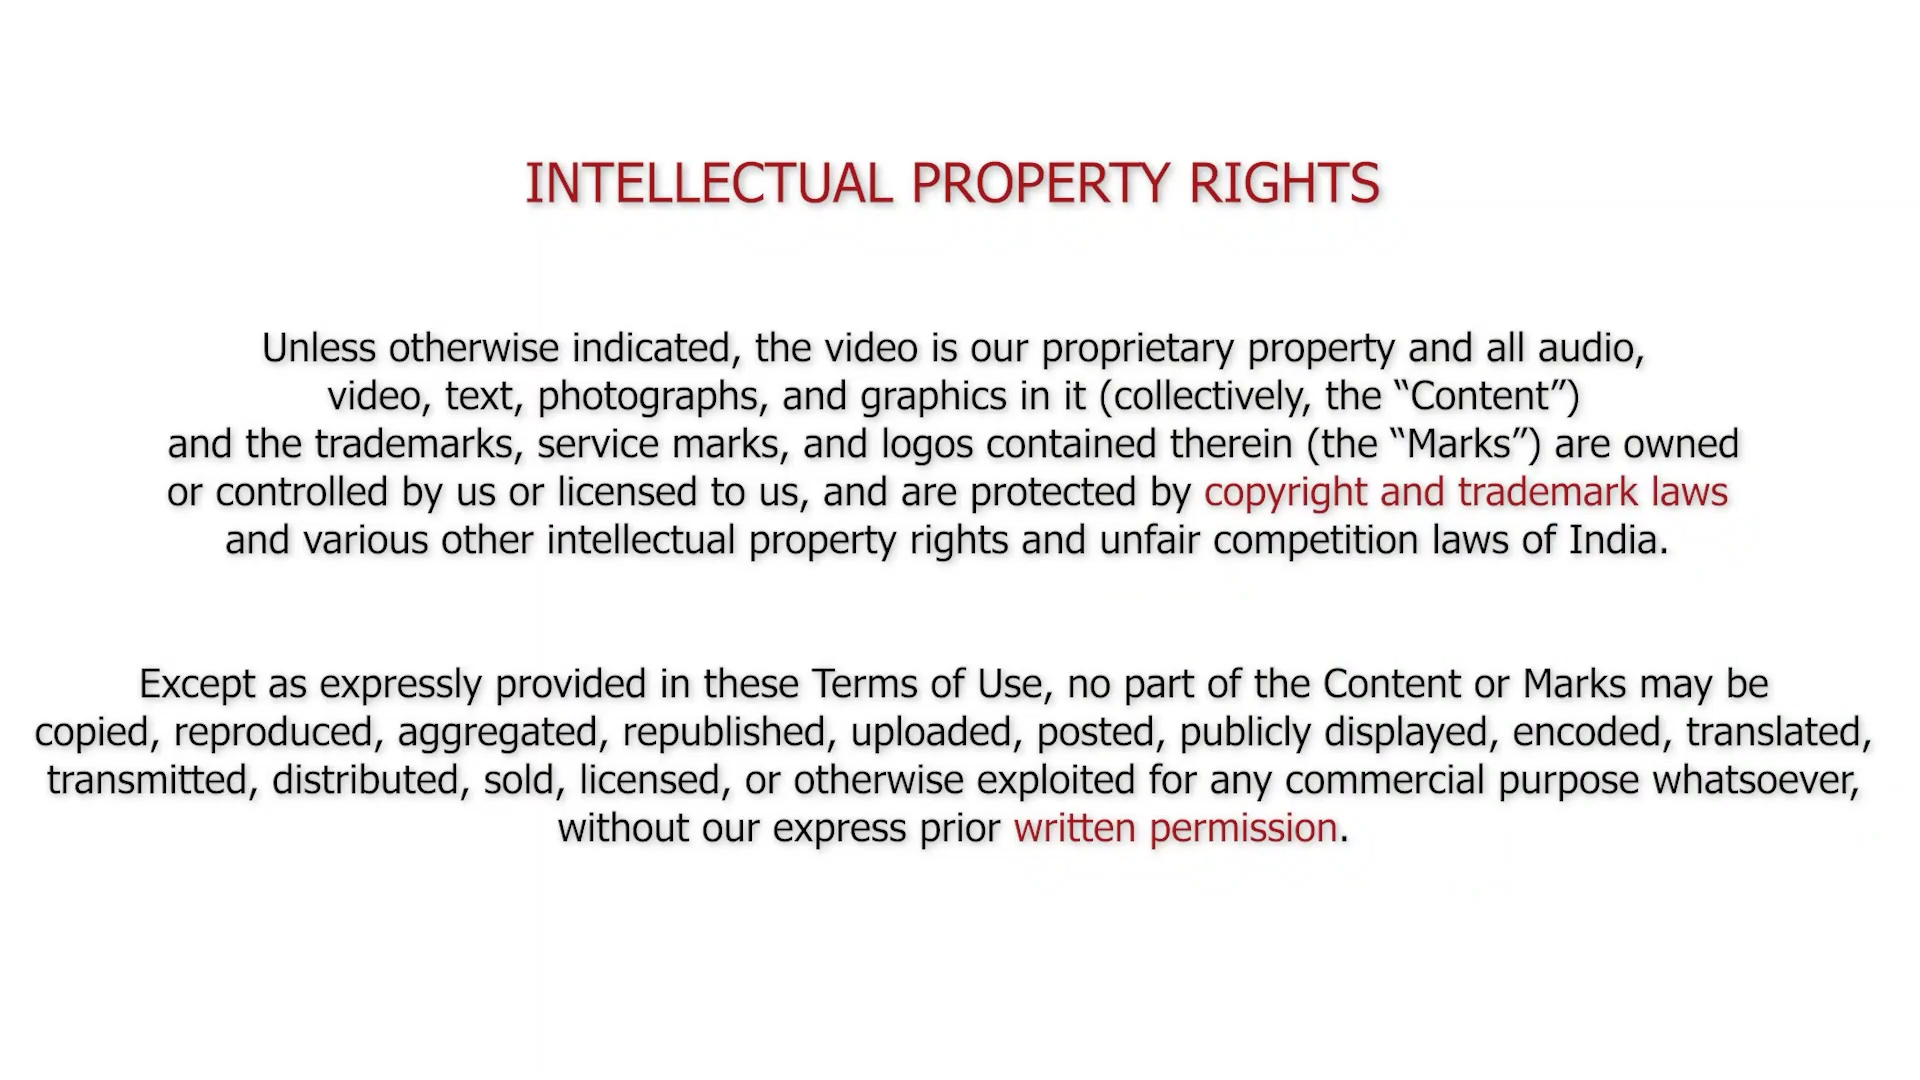 INTELLECTUAL PROPERTY RIGHTS
Unless otherwise indicated, the video is our proprietary property and all audio,
video, text, photographs, and graphics in it (collectively, the “Content”)
and the trademarks, service marks, and logos contained therein (the “Marks”) are owned
or controlled by us or licensed to us, and are protected by copyright and trademark laws
and various other intellectual property rights and unfair competition laws of India.
Except as expressly provided in these Terms of Use, no part of the Content or Marks may be
copied, reproduced, aggregated, republished, uploaded, posted, publicly displayed, encoded, translated,
transmitted, distributed, sold, licensed, or otherwise exploited for any commercial purpose whatsoever,
without our express prior written permission.